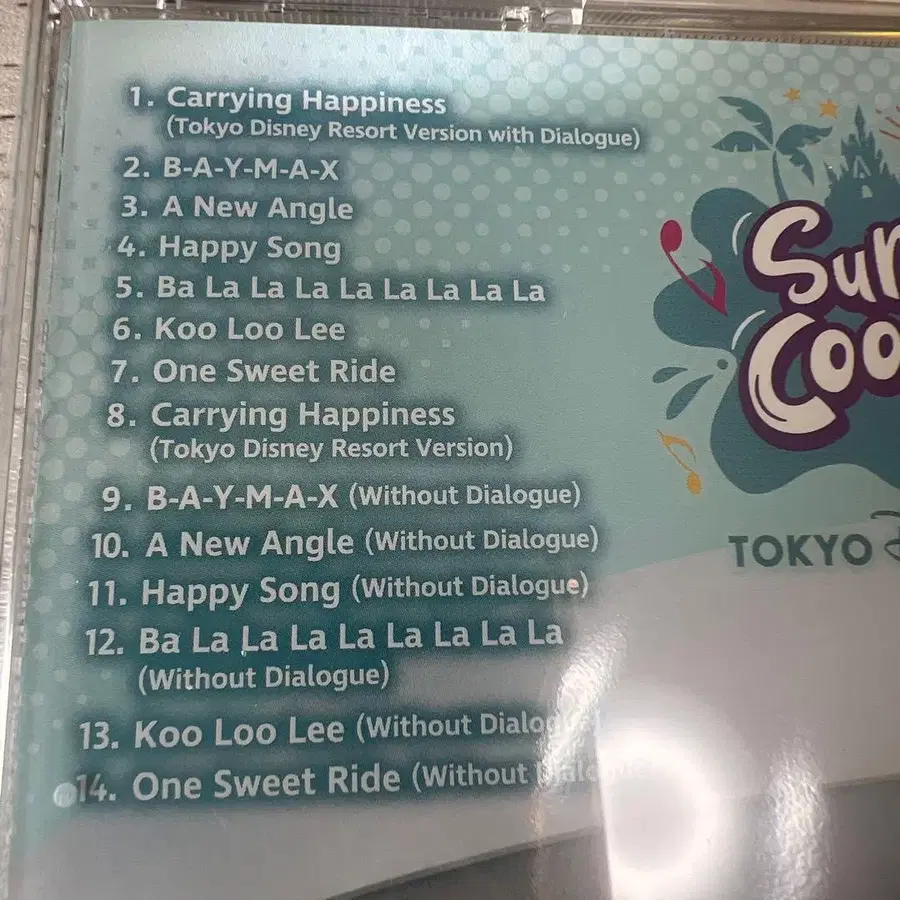 1. Carrying Happiness
(Tokyo Disney Resort Version with Dialogue)
2. B-A-Y-M-A-X
3. A New Angle
4. Happy Song
5. Ba La La La La La La La La
6. Koo Loo Lee
7. One Sweet Ride
8. Carrying Happiness
(Tokyo Disney Resort Version)
9. B-A-Y-M-A-X (Without Dialogue)
10. A New Angle (Without Dialogue)
11. Happy Song (Without Dialogue)
12. Ba La La La La La La La La
(Without Dialogue)
13. Koo Loo Lee (Without
14. One Sweet Ride (Without
TOKYO